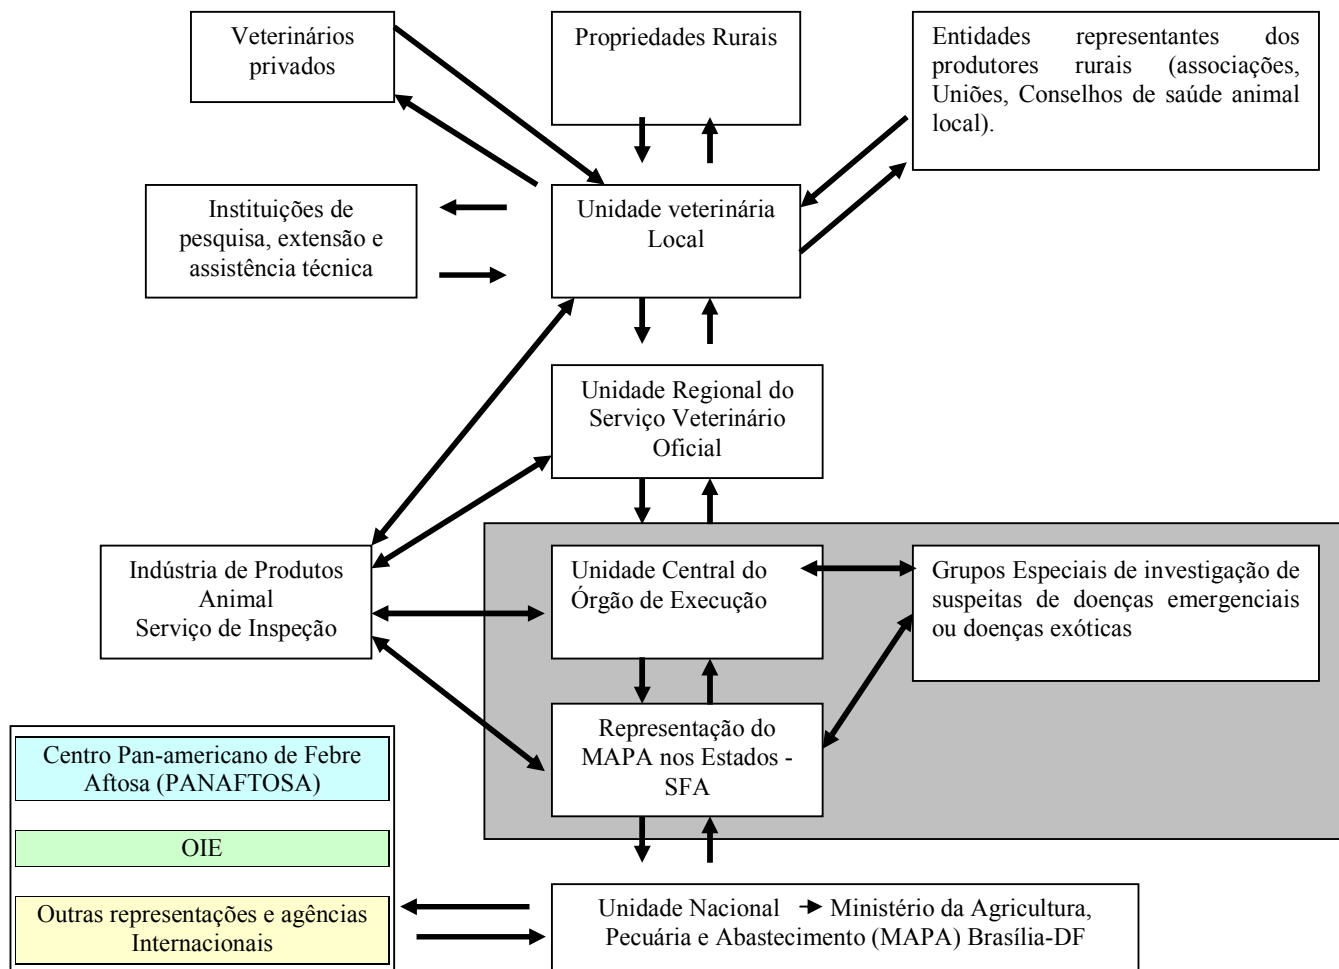 Veterinários
privados
Propriedades Rurais
Entidades representantes dos
produtores rurais (associações,
Uniões, Conselhos de saúde animal
local).
Instituições de
pesquisa, extensão e
assistência técnica
Unidade veterinária
Local
Unidade Regional do
Serviço Veterinário
Oficial
Indústria de Produtos
Animal
Serviço de Inspeção
Unidade Central do
Órgão de Execução
Grupos Especiais de investigação de
suspeitas de doenças emergenciais
ou doenças exóticas
Representação do
MAPA nos Estados -
SFA
Centro Pan-americano de Febre
Aftosa (PANAFTOSA)
OIE
Outras representações e agências
Internacionais
Unidade Nacional → Ministério da Agricultura,
Pecuária e Abastecimento (MAPA) Brasília-DF